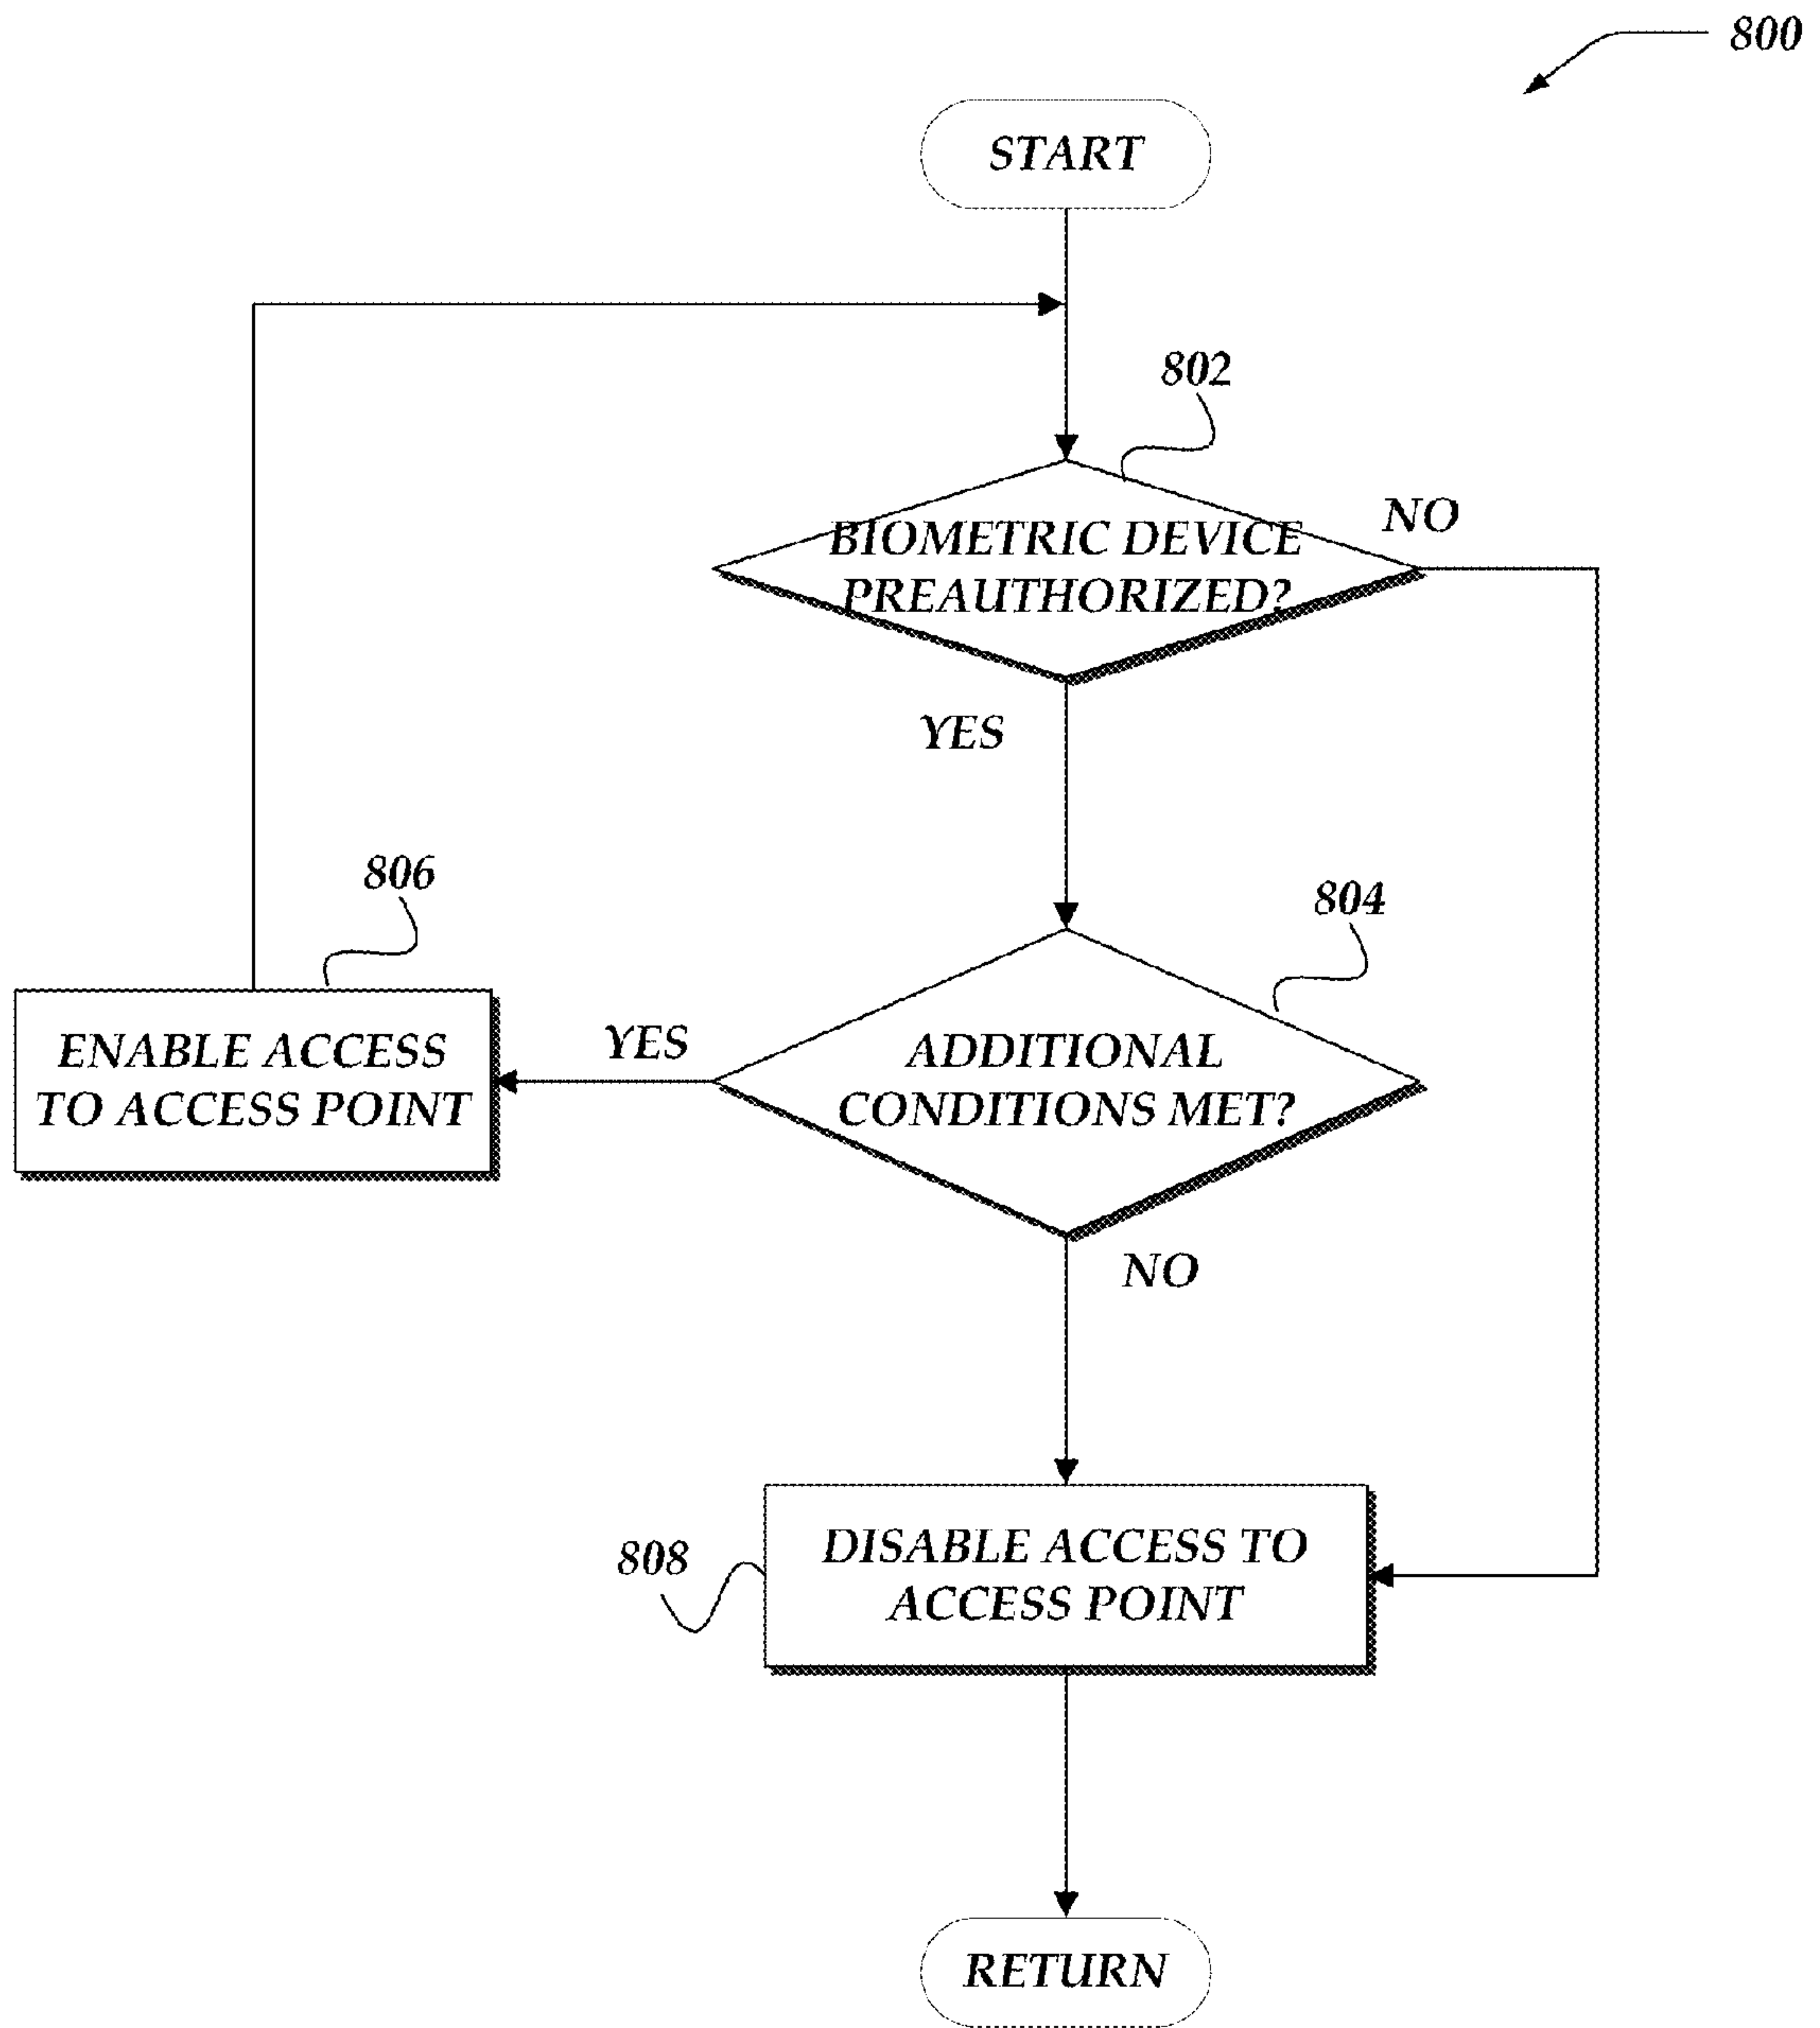 800
START
802
BIOMETRIC DEVICE
PREAUTHORIZED?
NO
YES
806
804
ENABLE ACCESS
TO ACCESS POINT
YES
ADDITIONAL
CONDITIONS MET?
NO
808
DISABLE ACCESS TO
ACCESS POINT
RETURN